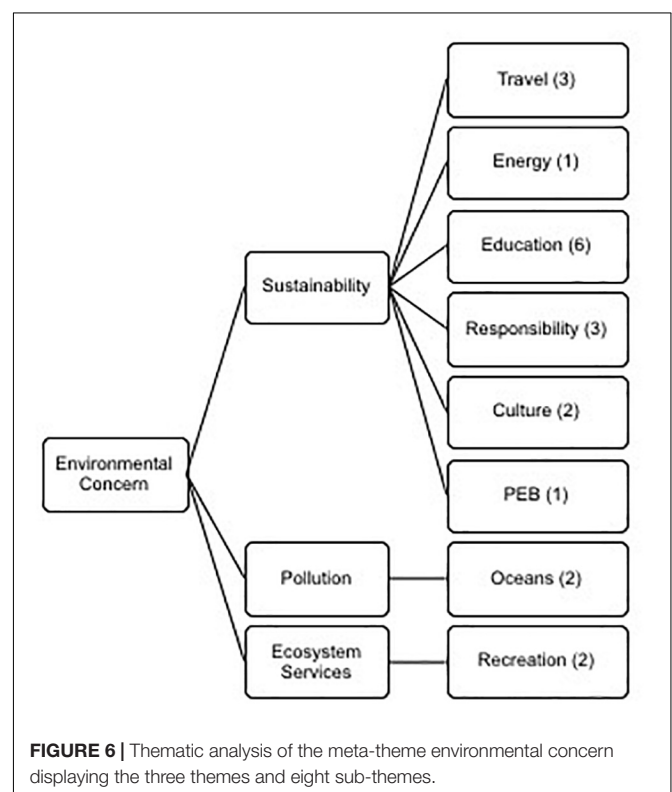 Travel (3)
Energy (1)
Education (6)
Sustainability
Responsibility (3)
Culture (2)
Environmental
Concern
PEB (1)
Pollution
Oceans (2)
Ecosystem
Services
Recreation (2)
FIGURE 6 | Thematic analysis of the meta-theme environmental concern
displaying the three themes and eight sub-themes.